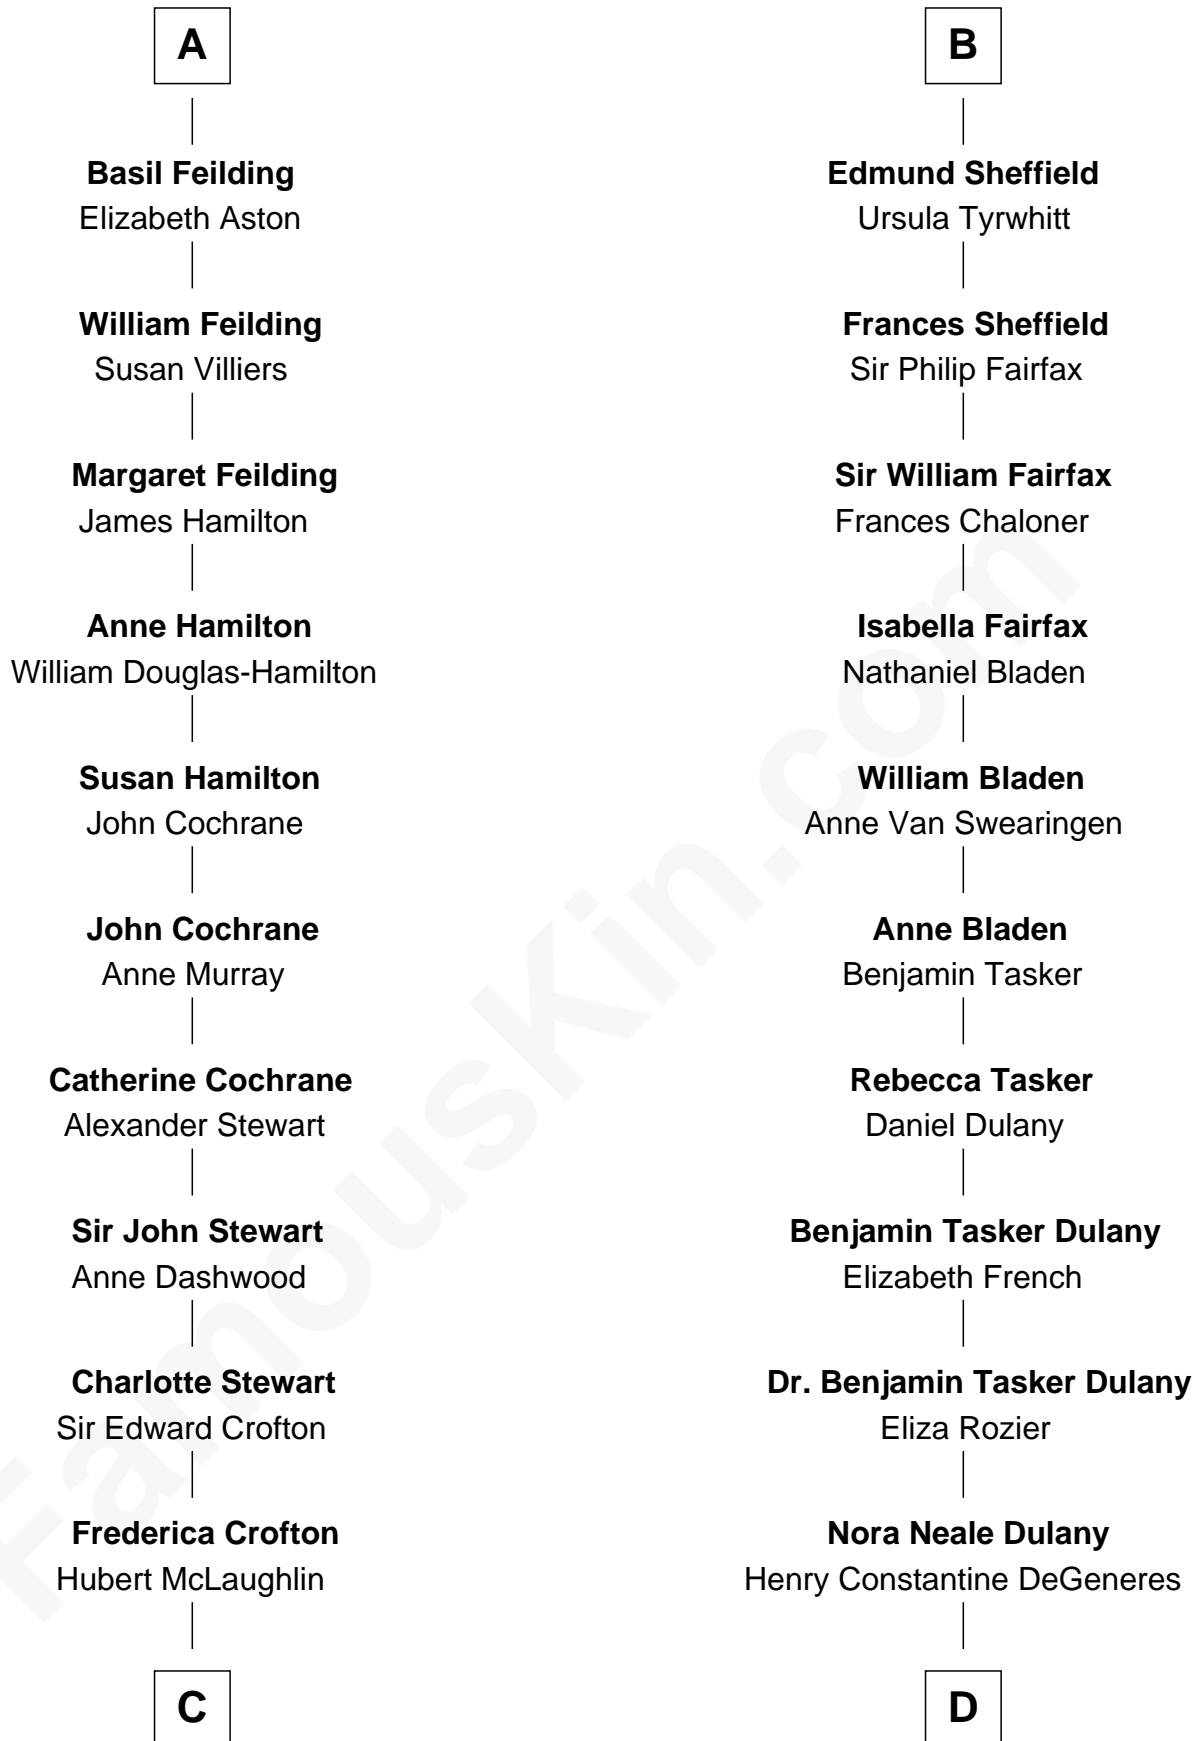 A
Basil Feilding
Elizabeth Aston
William Feilding
Susan Villiers
Margaret Feilding
James Hamilton
Anne Hamilton
William Douglas-Hamilton
Susan Hamilton
John Cochrane
John Cochrane
Anne Murray
Catherine Cochrane
Alexander Stewart
Sir John Stewart
Anne Dashwood
Charlotte Stewart
Sir Edward Crofton
Frederica Crofton
Hubert McLaughlin
C
B
Edmund Sheffield
Ursula Tyrwhitt
Frances Sheffield
Sir Philip Fairfax
Sir William Fairfax
Frances Chaloner
Isabella Fairfax
Nathaniel Bladen
William Bladen
Anne Van Swearingen
Anne Bladen
Benjamin Tasker
Rebecca Tasker
Daniel Dulany
Benjamin Tasker Dulany
Elizabeth French
Dr. Benjamin Tasker Dulany
Eliza Rozier
Nora Neale Dulany
Henry Constantine DeGeneres
D
FamousKin.com